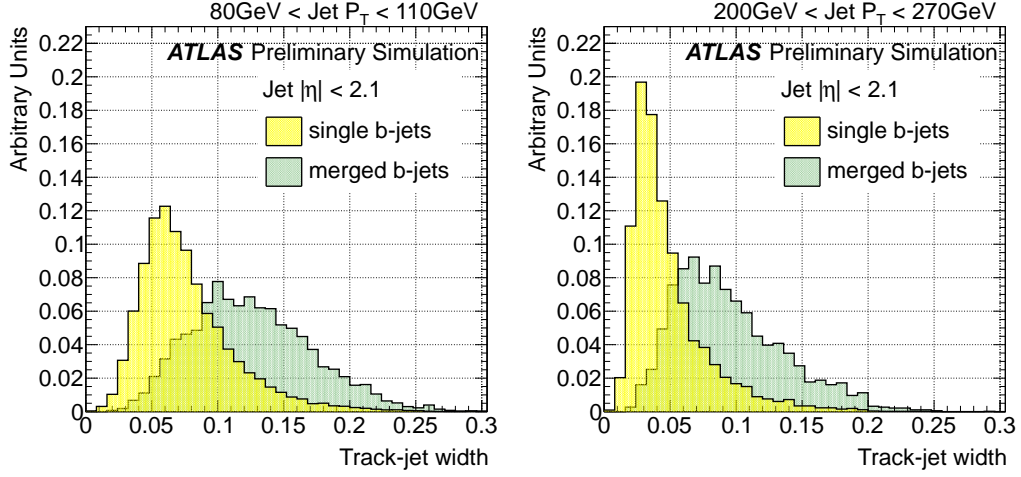 80GeV < Jet P_T < 110GeV
Arbitrary Units
ATLAS Preliminary Simulation
Jet |η| < 2.1
single b-jets
merged b-jets
0.22
0.2
0.18
0.16
0.14
0.12
0.1
0.08
0.06
0.04
0.02
0
0 0.05 0.1 0.15 0.2 0.25 0.3
Track-jet width
200GeV < Jet P_T < 270GeV
Arbitrary Units
ATLAS Preliminary Simulation
Jet |η| < 2.1
single b-jets
merged b-jets
0.22
0.2
0.18
0.16
0.14
0.12
0.1
0.08
0.06
0.04
0.02
0
0 0.05 0.1 0.15 0.2 0.25 0.3
Track-jet width